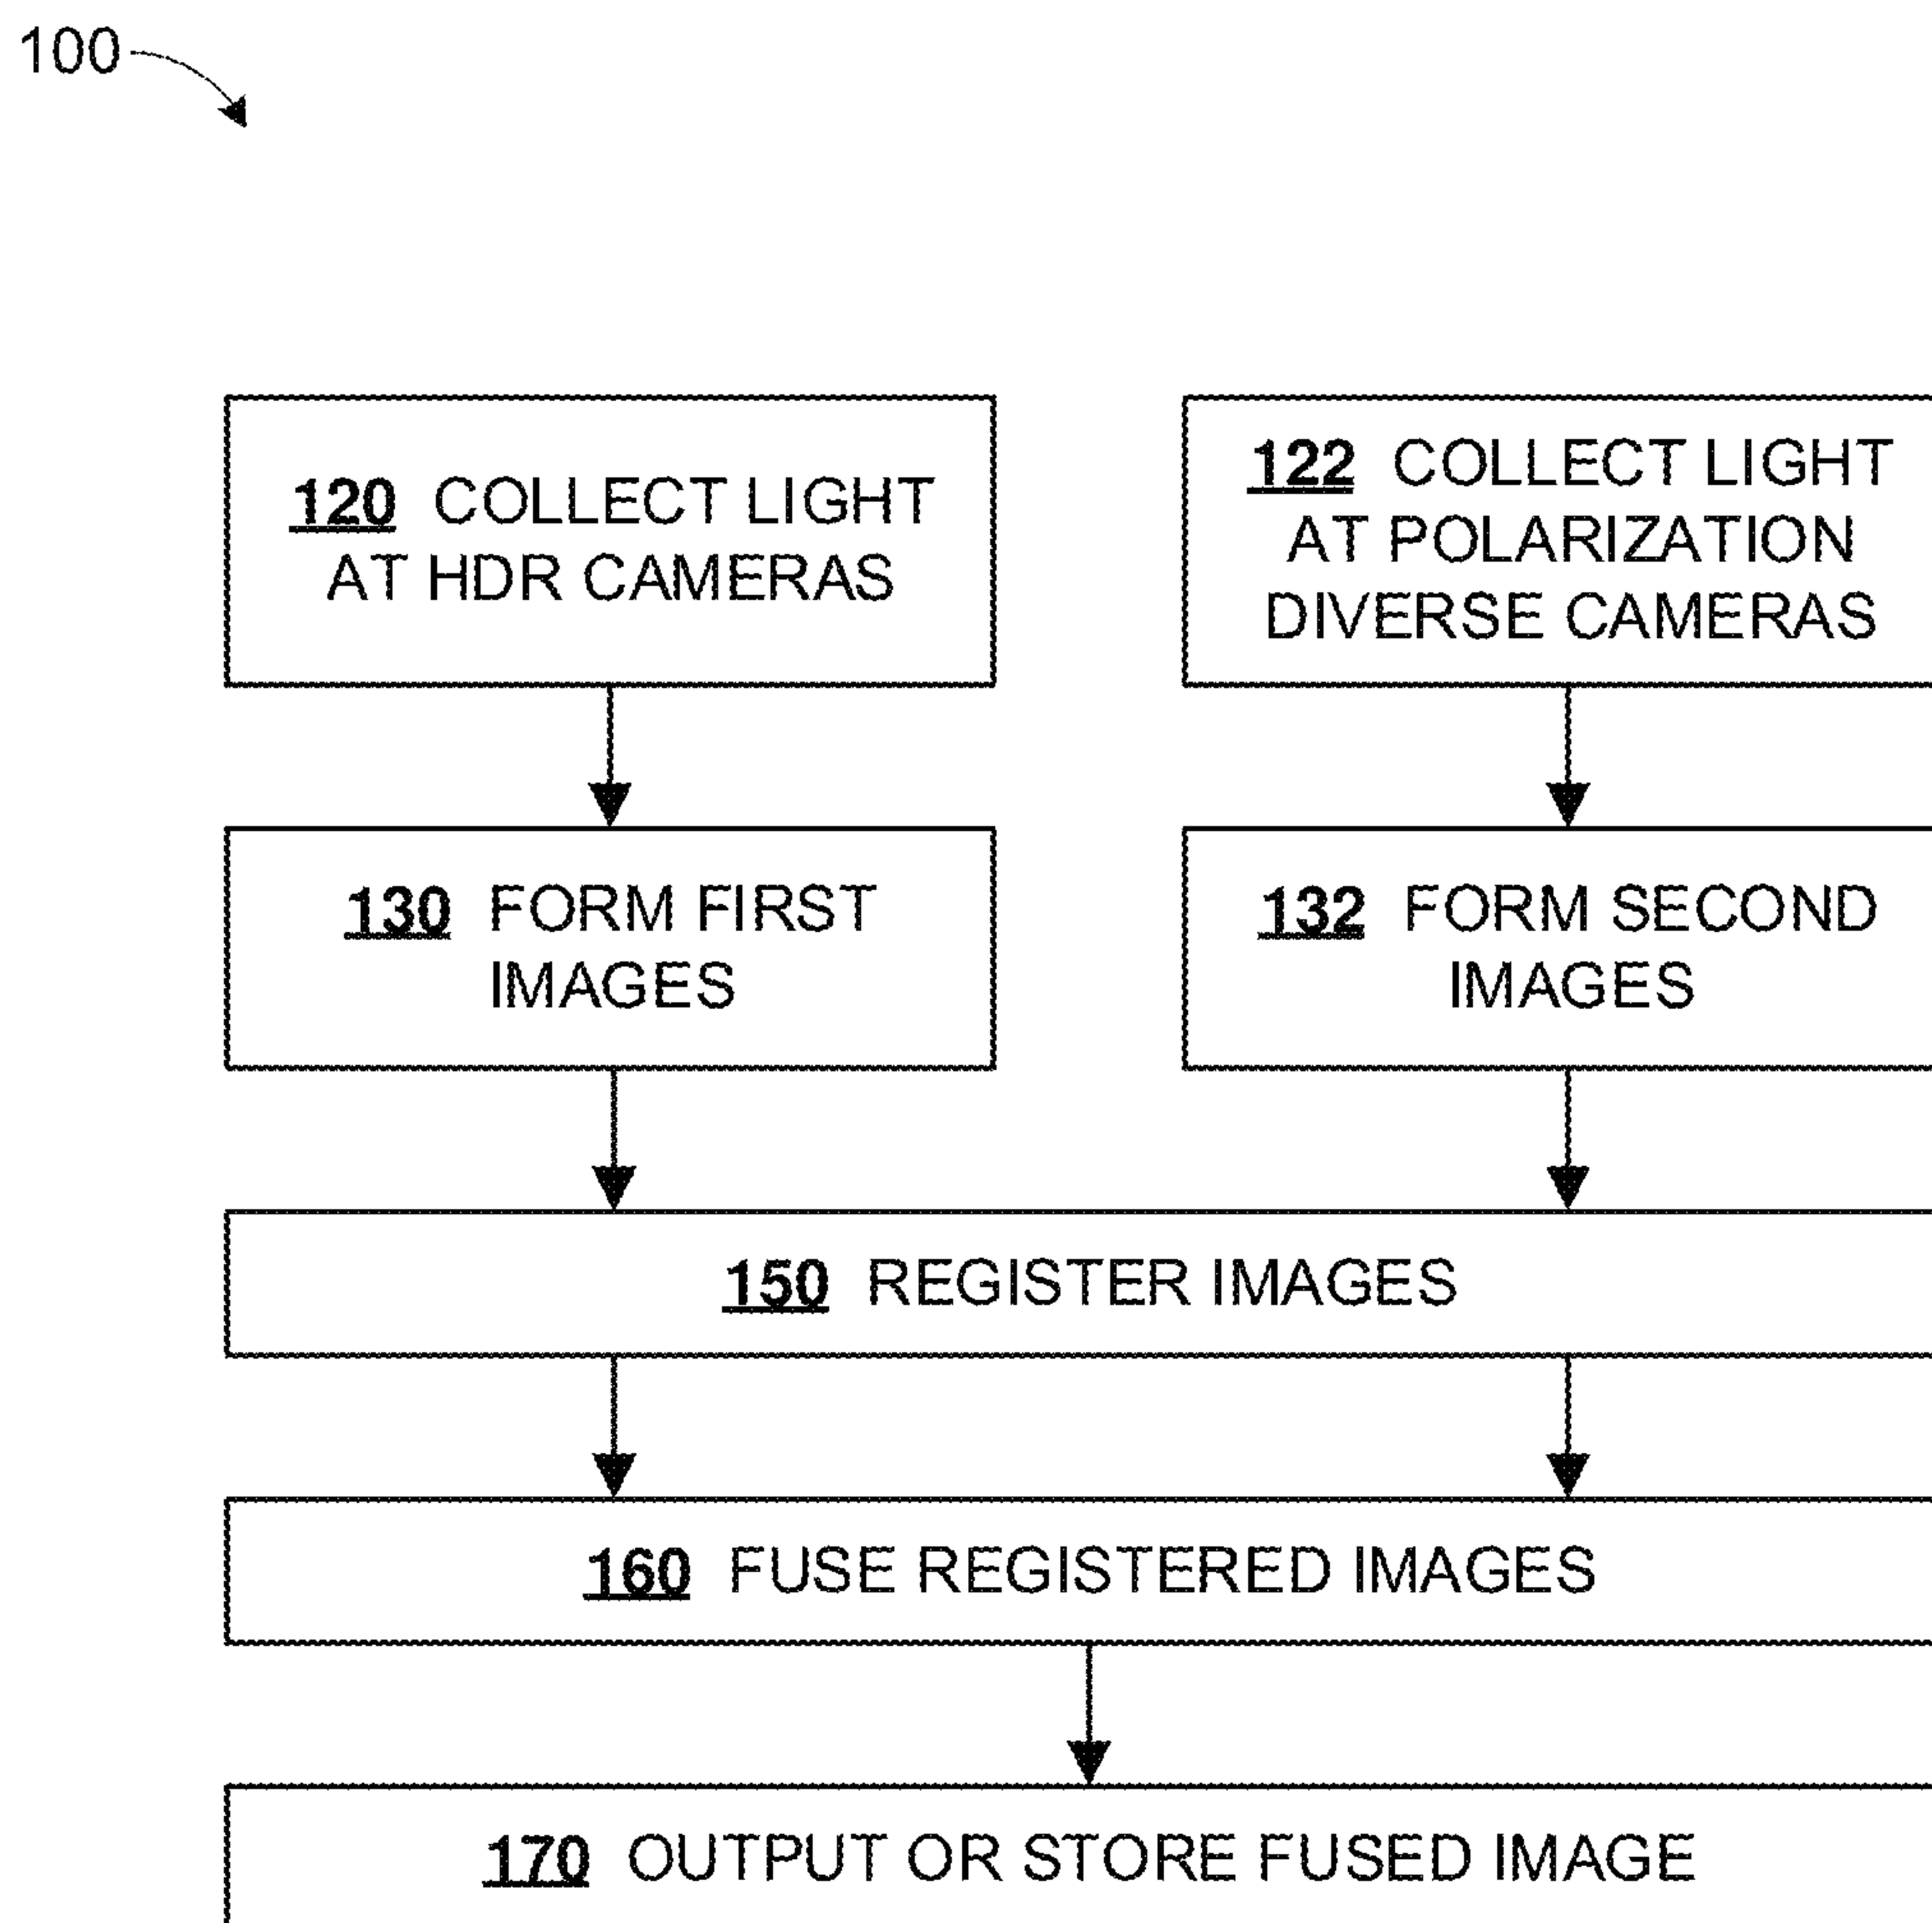 100
120 COLLECT LIGHT
AT HDR CAMERAS
122 COLLECT LIGHT
AT POLARIZATION
DIVERSE CAMERAS
130 FORM FIRST
IMAGES
132 FORM SECOND
IMAGES
150 REGISTER IMAGES
160 FUSE REGISTERED IMAGES
170 OUTPUT OR STORE FUSED IMAGE